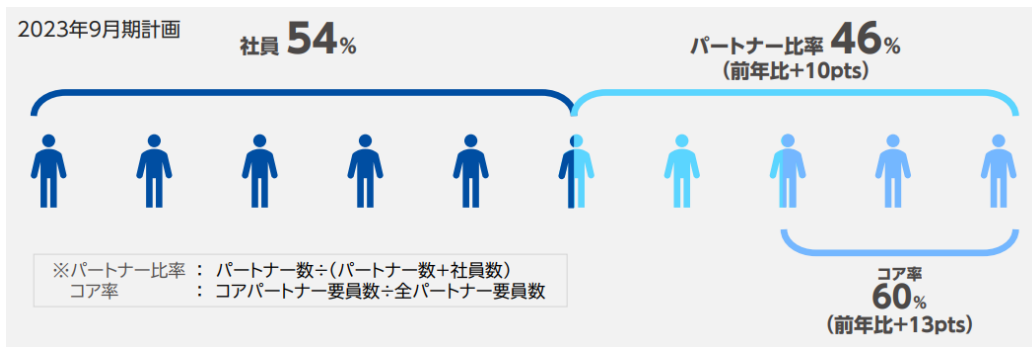 2023年9月期計画
社員 54%
パートナー比率 46%
（前年比+10pts）
※パートナー比率 ： パートナー数÷（パートナー数+社員数）
コア率 ： コアパートナー要員数÷全パートナー要員数
コア率
60%
（前年比+13pts）